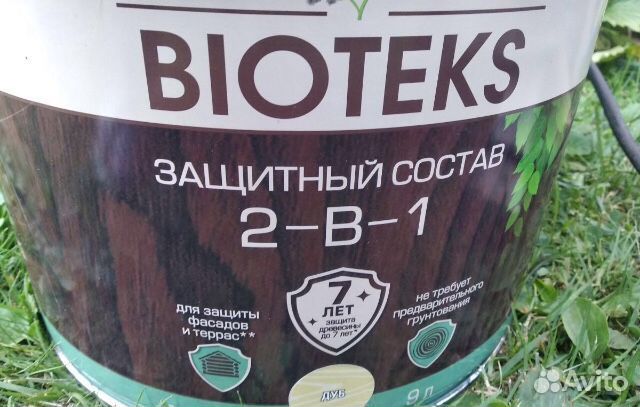 BIOTEKS
ЗАЩИТНЫЙ СОСТАВ
2-В-1
для защиты
фасадов
и террас**
7
ЛЕТ
защита
древесины
до 7 лет*
не требует
предварительного
грунтования
ДУБ
9 л
Avito